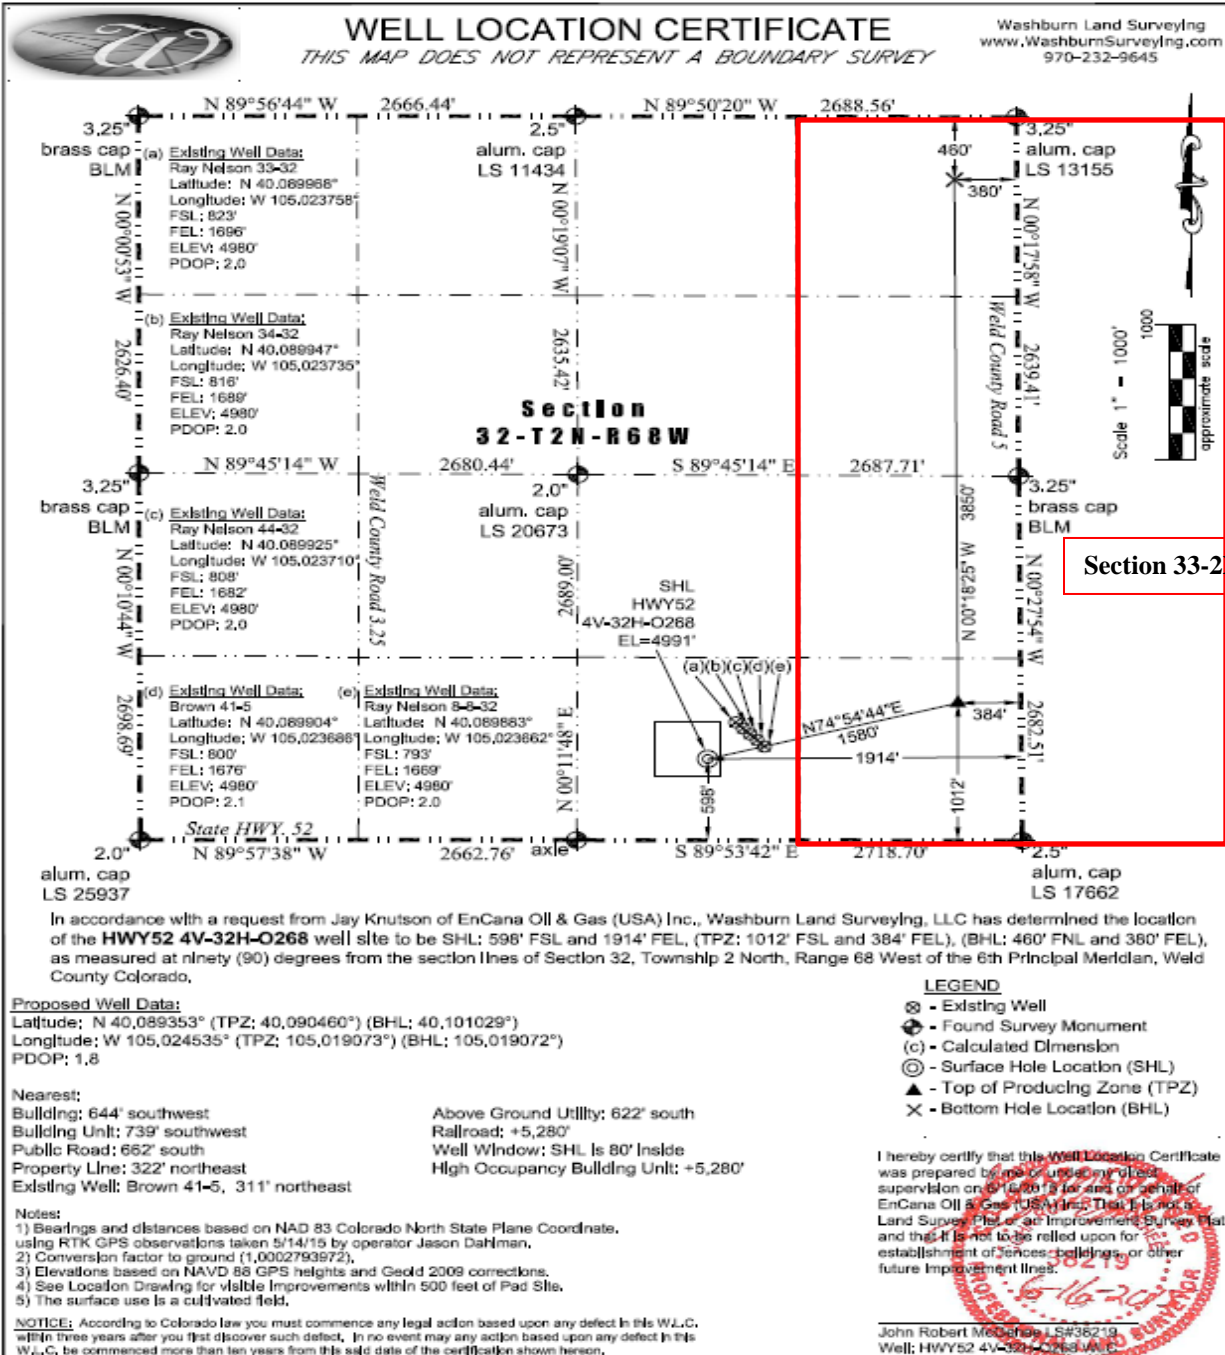 WELL LOCATION CERTIFICATE
THIS MAP DOES NOT REPRESENT A BOUNDARY SURVEY
Washburn Land Surveying
www.WashburnSurveying.com
970-232-9645
N 89°56'44" W 2666.44'
N 89°50'20" W 2688.56'
3.25"
brass cap
BLM
2.5"
alum. cap
LS 11434
3.25"
alum. cap
LS 13155
460'
380'
(a) Existing Well Data:
Ray Nelson 33-32
Latitude: N 40.089968°
Longitude: W 105.023758°
FSL: 823'
FEL: 1696'
ELEV: 4980'
PDOP: 2.0
N 00°00'53" W 2626.40'
N 00°19'07" W 2635.42'
N 00°17'58" W 2639.41'
Weld County Road 5
Scale 1" = 1000'
1000
approximate scale
(b) Existing Well Data:
Ray Nelson 34-32
Latitude: N 40.089947°
Longitude: W 105.023735°
FSL: 816'
FEL: 1689'
ELEV: 4980'
PDOP: 2.0
Section
32-T2N-R68W
N 89°45'14" W 2680.44'
S 89°45'14" E 2687.71'
3.25"
brass cap
BLM
2.0"
alum. cap
LS 20673
3.25"
brass cap
BLM
(c) Existing Well Data:
Ray Nelson 44-32
Latitude: N 40.089925°
Longitude: W 105.023710°
FSL: 808'
FEL: 1682'
ELEV: 4980'
PDOP: 2.0
Weld County Road 3.25
N 00°10'44" W 2698.69'
N 00°11'48" E 2689.00'
N 00°18'25" W 3850'
N 00°27'54" W 2682.51'
Section 33-2
SHL
HWY52
4V-32H-O268
EL=4991'
(a)(b)(c)(d)(e)
(d) Existing Well Data:
Brown 41-5
Latitude: N 40.089904°
Longitude: W 105.023686°
FSL: 800'
FEL: 1676'
ELEV: 4980'
PDOP: 2.1
(e) Existing Well Data:
Ray Nelson 8-8-32
Latitude: N 40.089883°
Longitude: W 105.023662°
FSL: 793'
FEL: 1669'
ELEV: 4980'
PDOP: 2.0
N74°54'44"E
1580'
384'
1914'
598'
1012'
State HWY. 52
N 89°57'38" W 2662.76'
axle
S 89°53'42" E 2718.70'
2.0"
alum. cap
LS 25937
2.5"
alum. cap
LS 17662
In accordance with a request from Jay Knutson of EnCana Oil & Gas (USA) Inc., Washburn Land Surveying, LLC has determined the location
of the HWY52 4V-32H-O268 well site to be SHL: 598' FSL and 1914' FEL, (TPZ: 1012' FSL and 384' FEL), (BHL: 460' FNL and 380' FEL),
as measured at ninety (90) degrees from the section lines of Section 32, Township 2 North, Range 68 West of the 6th Principal Meridian, Weld
County Colorado.
Proposed Well Data:
Latitude: N 40.089353° (TPZ: 40.090460°) (BHL: 40.101029°)
Longitude: W 105.024535° (TPZ: 105.019073°) (BHL: 105.019072°)
PDOP: 1.8
LEGEND
- Existing Well
- Found Survey Monument
(c) - Calculated Dimension
- Surface Hole Location (SHL)
- Top of Producing Zone (TPZ)
- Bottom Hole Location (BHL)
Nearest:
Building: 644' southwest
Building Unit: 739' southwest
Public Road: 662' south
Property Line: 322' northeast
Existing Well: Brown 41-5, 311' northeast
Above Ground Utility: 622' south
Railroad: +5,280'
Well Window: SHL is 80' inside
High Occupancy Building Unit: +5,280'
Notes:
1) Bearings and distances based on NAD 83 Colorado North State Plane Coordinate.
using RTK GPS observations taken 5/14/15 by operator Jason Dahlman.
2) Conversion factor to ground (1.0002793972).
3) Elevations based on NAVD 88 GPS heights and Geoid 2009 corrections.
4) See Location Drawing for visible improvements within 500 feet of Pad Site.
5) The surface use is a cultivated field.
NOTICE: According to Colorado law you must commence any legal action based upon any defect in this W.L.C.
within three years after you first discover such defect. In no event may any action based upon any defect in this
W.L.C. be commenced more than ten years from this said date of the certification shown hereon.
I hereby certify that this Well Location Certificate
was prepared by me or under my direct
supervision on 6/16/2015 for and on behalf of
EnCana Oil & Gas (USA) Inc. That it is not a
Land Survey Plat or an Improvement Survey Plat
and that it is not to be relied upon for
establishment of fences, buildings, or other
future improvement lines.
38219
PROFESSIONAL LAND SURVEYOR
John Robert LS#38219
Well: HWY52 4V-32H-O268 W.L.C.